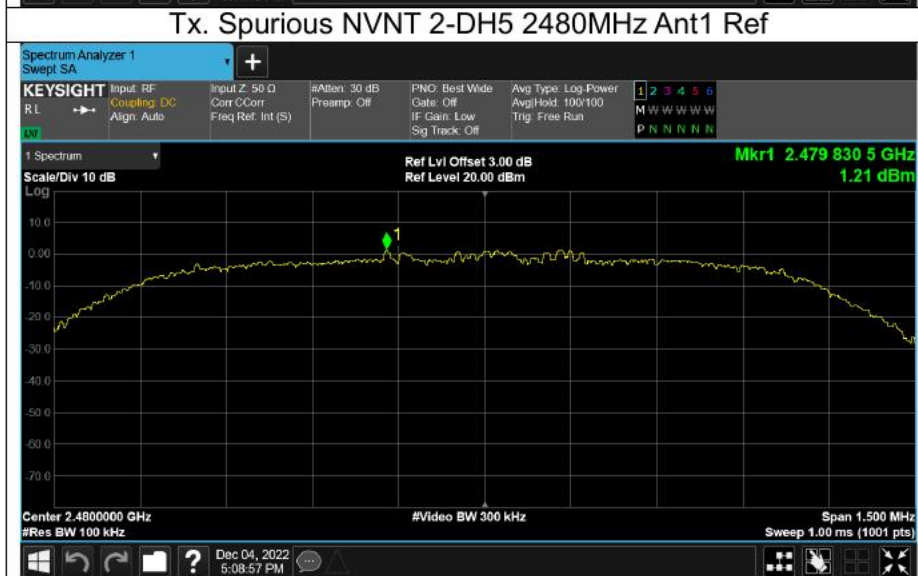 Tx. Spurious NVNT 2-DH5 2480MHz Ant1 Ref
Spectrum Analyzer 1
Swept SA
+
KEYSIGHT
RL
Input: RF
Coupling: DC
Align: Auto
Input Z: 50 Ω
Corr CCorr
Freq Ref: Int (S)
#Atten: 30 dB
Preamp: Off
PNO: Best Wide
Gate: Off
IF Gain: Low
Sig Track: Off
Avg Type: Log-Power
Avg|Hold: 100/100
Trig: Free Run
1 2 3 4 5 6
M W W W W W
P N N N N N
1 Spectrum
Scale/Div 10 dB
Log
Ref Lvl Offset 3.00 dB
Ref Level 20.00 dBm
Mkr1 2.479 830 5 GHz
1.21 dBm
1
10.0
0.00
-10.0
-20.0
-30.0
-40.0
-50.0
-60.0
-70.0
Center 2.4800000 GHz
#Res BW 100 kHz
#Video BW 300 kHz
Span 1.500 MHz
Sweep 1.00 ms (1001 pts)
?
Dec 04, 2022
5:08:57 PM